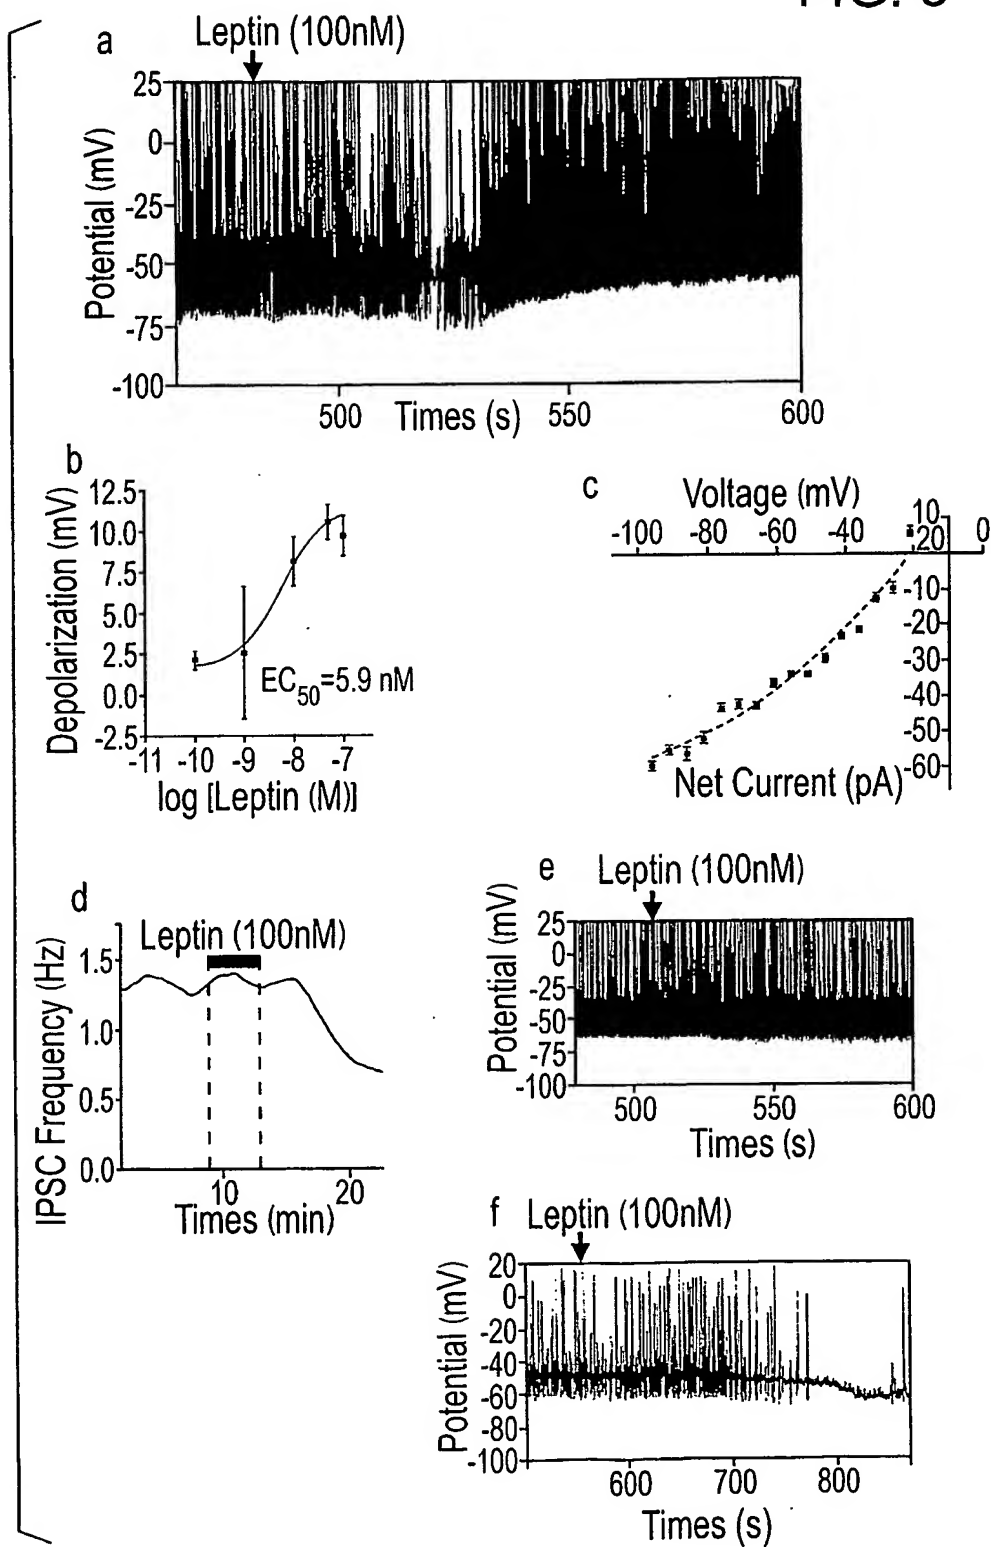 a
Leptin (100nM)
25
0
-25
-50
-75
-100
Potential (mV)
500
550
600
Times (s)
b
12.5
10.0
7.5
5.0
2.5
0.0
-2.5
Depolarization (mV)
EC50=5.9 nM
-11 -10 -9 -8 -7
log [Leptin (M)]
c
Voltage (mV)
-100 -80 -60 -40 -20 0
10
-10
-20
-30
-40
-50
-60
Net Current (pA)
d
Leptin (100nM)
1.5
1.0
0.5
0.0
IPSC Frequency (Hz)
10 20
Times (min)
e
Leptin (100nM)
25
0
-25
-50
-75
-100
Potential (mV)
500 550 600
Times (s)
f
Leptin (100nM)
20
0
-20
-40
-60
-80
-100
Potential (mV)
600 700 800
Times (s)